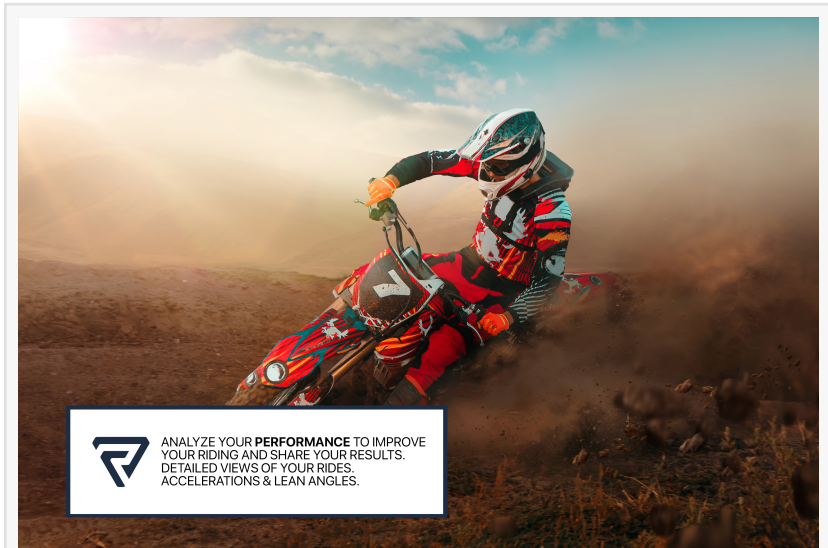 7
ANALYZE YOUR PERFORMANCE TO IMPROVE
YOUR RIDING AND SHARE YOUR RESULTS.
DETAILED VIEWS OF YOUR RIDES.
ACCELERATIONS & LEAN ANGLES.